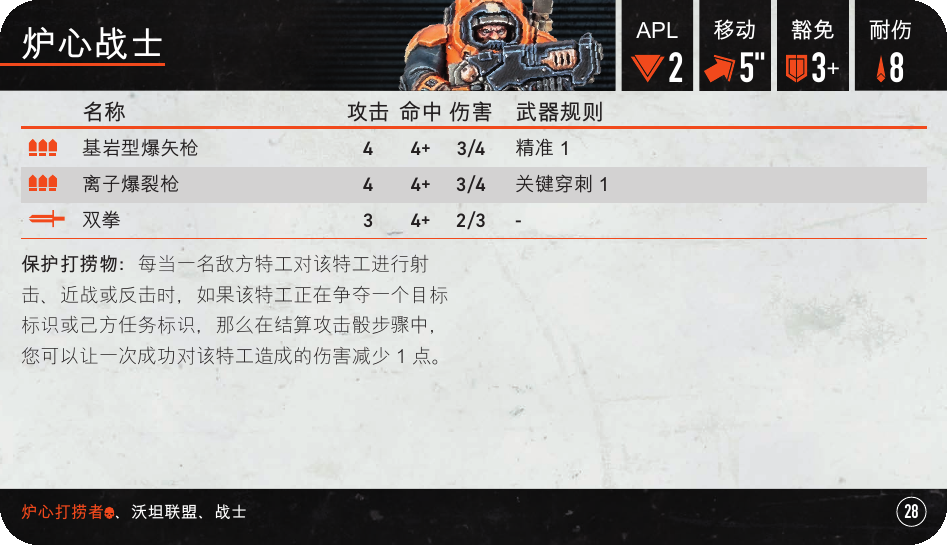 炉心战士
APL 移动 豁免 耐伤
2 5" 3+ 8
名称 攻击 命中 伤害 武器规则
基岩型爆矢枪 4 4+ 3/4 精准 1
离子爆裂枪 4 4+ 3/4 关键穿刺 1
双拳 3 4+ 2/3 -
保护打捞物：每当一名敌方特工对该特工进行射
击、近战或反击时，如果该特工正在争夺一个目标
标识或己方任务标识，那么在结算攻击骰步骤中，
您可以让一次成功对该特工造成的伤害减少 1 点。
炉心打捞者、沃坦联盟、战士
28